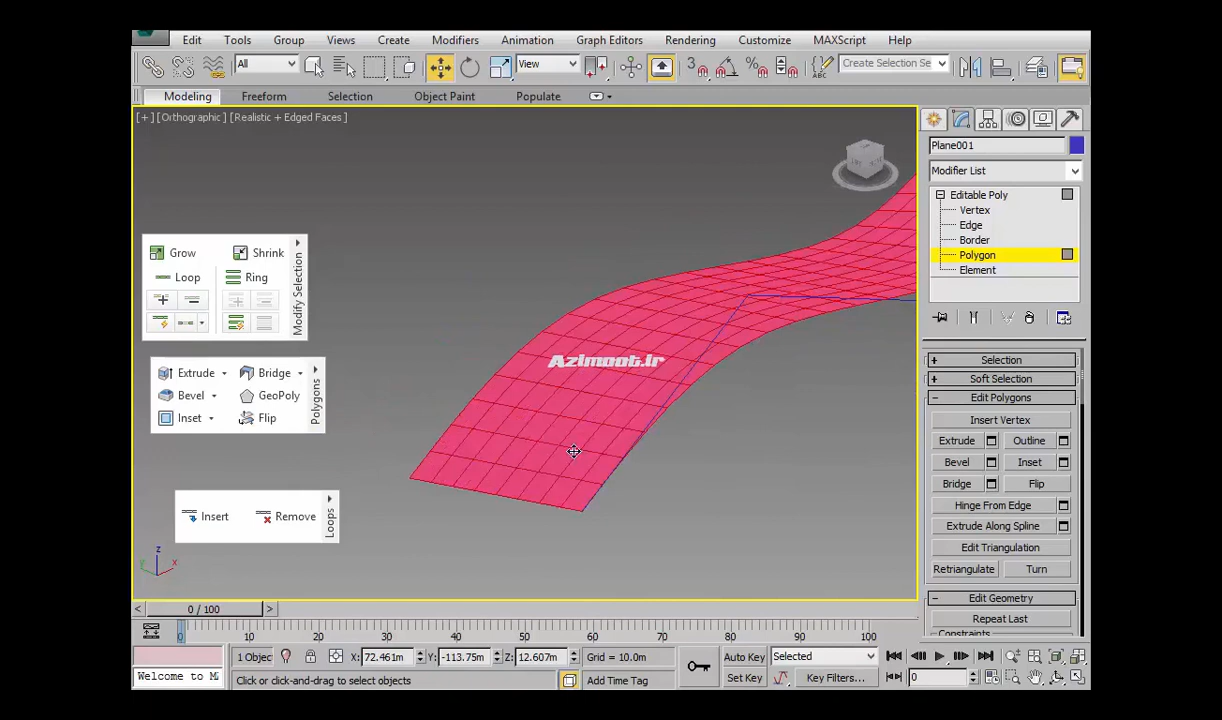 Edit Tools Group Views Create Modifiers Animation Graph Editors Rendering Customize MAXScript Help
All View 3 % ABC Create Selection Se
Modeling Freeform Selection Object Paint Populate
[+] [Orthographic] [Realistic + Edged Faces]
Plane001
Modifier List
Editable Poly
Vertex
Edge
Border
Polygon
Element
Grow Shrink
Loop Ring
Modify Selection
Extrude Bridge
Bevel GeoPoly
Inset Flip
Polygons
Insert Remove
Loops
Azimoot.ir
+ Selection
+ Soft Selection
- Edit Polygons
Insert Vertex
Extrude Outline
Bevel Inset
Bridge Flip
Hinge From Edge
Extrude Along Spline
Edit Triangulation
Retriangulate Turn
- Edit Geometry
Repeat Last
Constraints
z
y x
< 0 / 100 >
0 10 20 30 40 50 60 70 80 90 100
1 Objec X: 72.461m Y: -113.75m Z: 12.607m Grid = 10.0m Auto Key Selected
Welcome to M Click or click-and-drag to select objects Add Time Tag Set Key Key Filters... 0